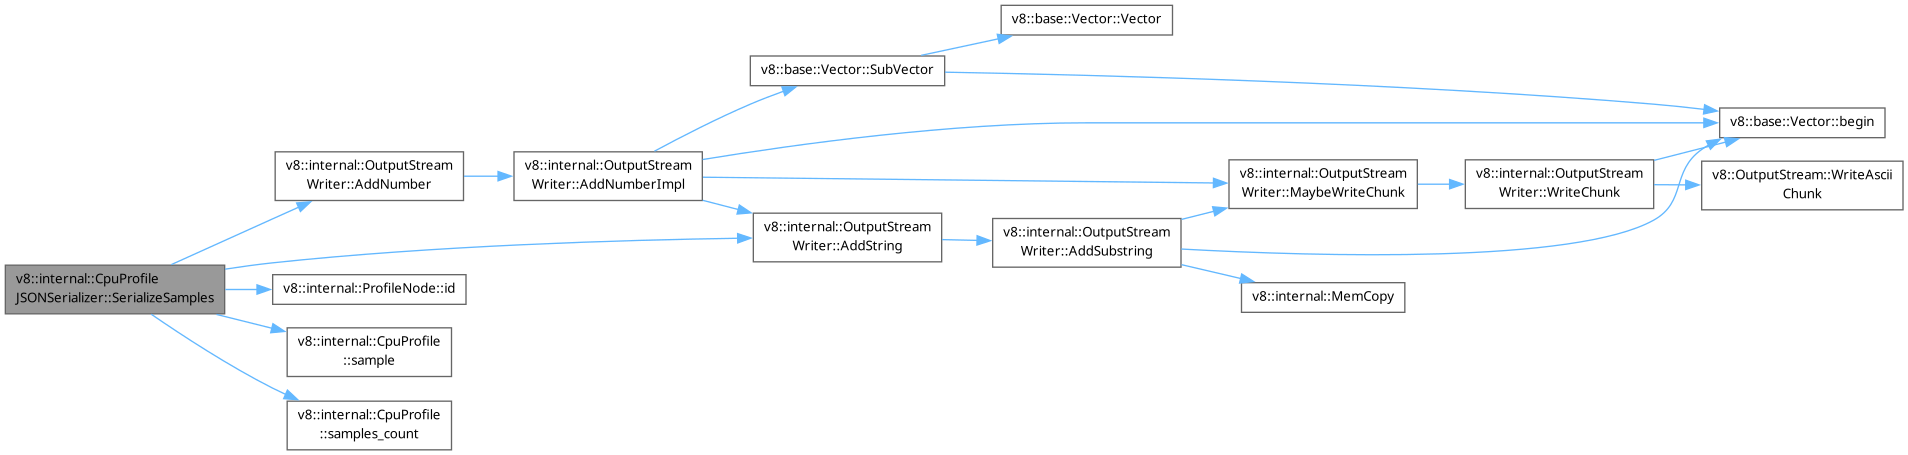 v8::base::Vector::Vector
v8::base::Vector::SubVector
v8::base::Vector::begin
v8::internal::OutputStream
Writer::AddNumber
v8::internal::OutputStream
Writer::AddNumberImpl
v8::internal::OutputStream
Writer::MaybeWriteChunk
v8::internal::OutputStream
Writer::WriteChunk
v8::OutputStream::WriteAscii
Chunk
v8::internal::OutputStream
Writer::AddString
v8::internal::OutputStream
Writer::AddSubstring
v8::internal::CpuProfile
JSONSerializer::SerializeSamples
v8::internal::ProfileNode::id
v8::internal::MemCopy
v8::internal::CpuProfile
::sample
v8::internal::CpuProfile
::samples_count